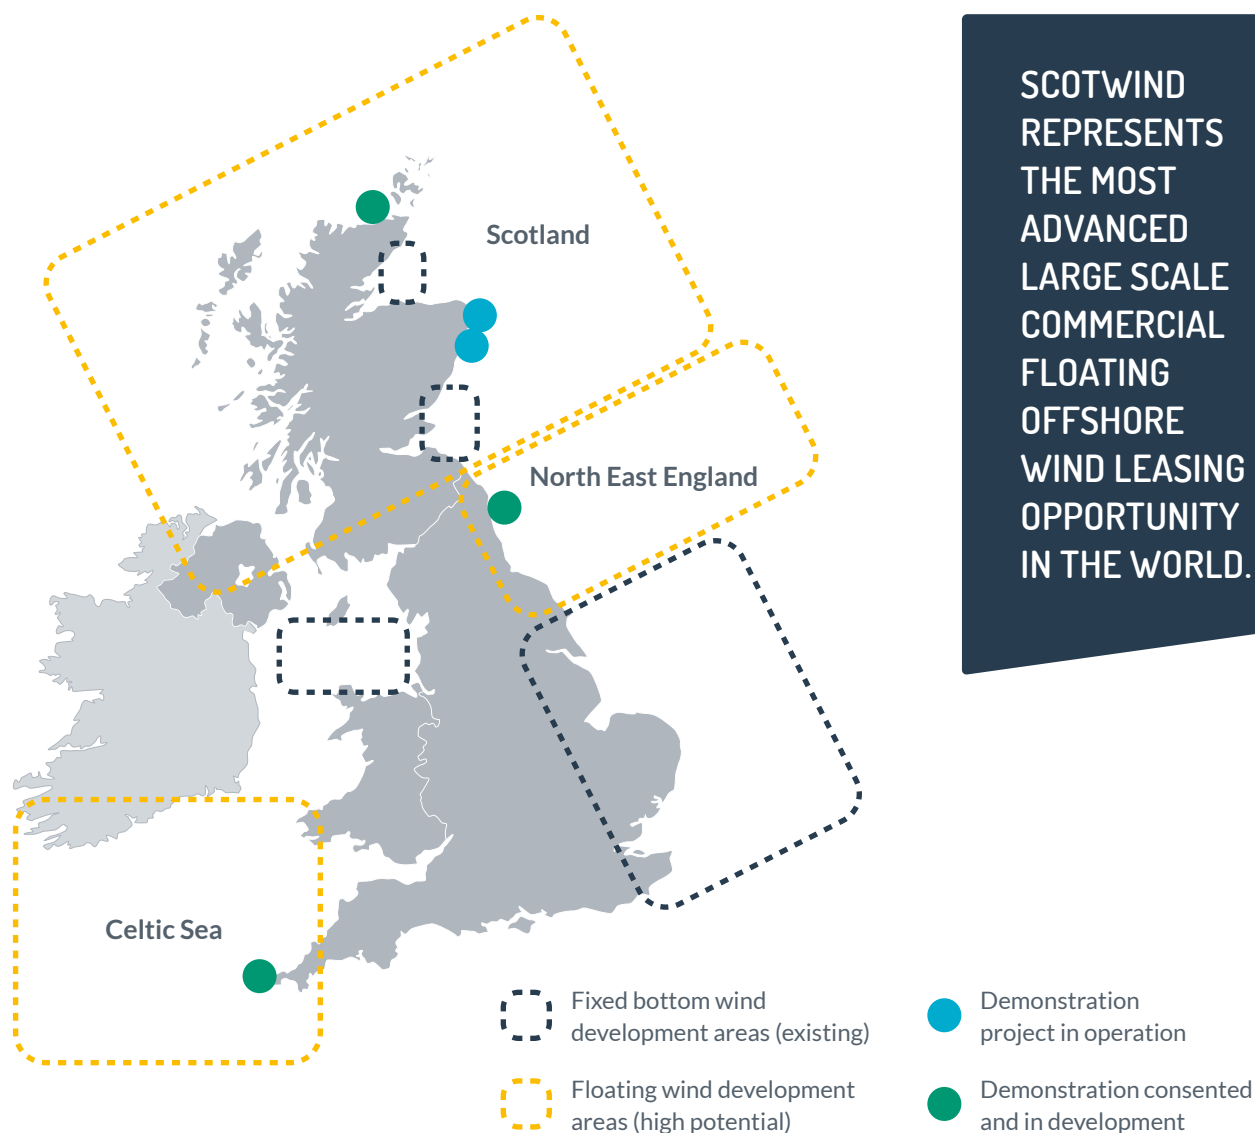 SCOTWIND
REPRESENTS
THE MOST
ADVANCED
LARGE SCALE
COMMERCIAL
FLOATING
OFFSHORE
WIND LEASING
OPPORTUNITY
IN THE WORLD.
Scotland
North East England
Celtic Sea
Fixed bottom wind
development areas (existing)
Floating wind development
areas (high potential)
Demonstration
project in operation
Demonstration consented
and in development